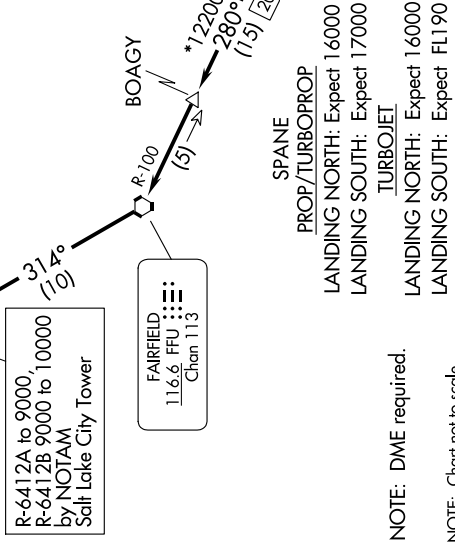 *12200
280°
(15)
BOAGY
R-100
(5)
314°
(10)
FAIRFIELD
116.6 FFU
Chan 113
R-6412A to 9000,
R-6412B 9000 to 10000
by NOTAM
Salt Lake City Tower
SPANE
PROP/TURBOPROP
LANDING NORTH: Expect 16000
LANDING SOUTH: Expect 17000
TURBOJET
LANDING NORTH: Expect 16000
LANDING SOUTH: Expect FL190
NOTE: DME required.
NOTE: Chart not to scale